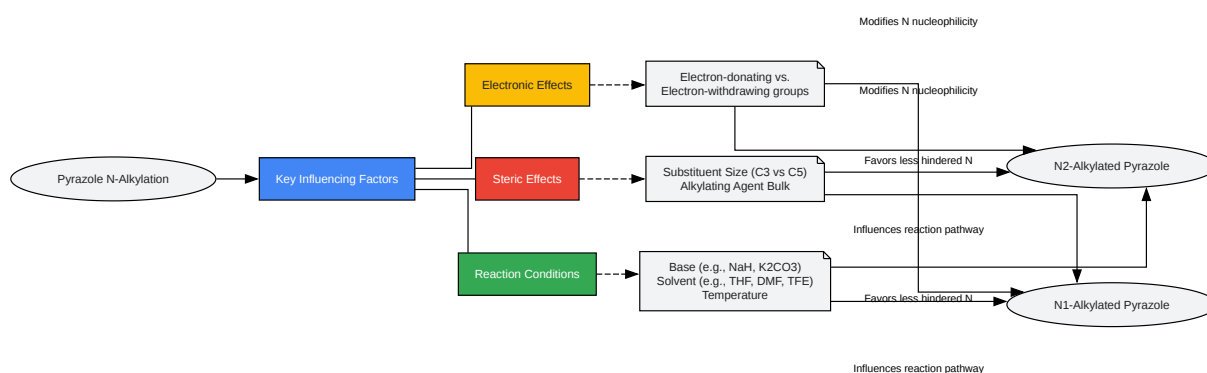 Modifies N nucleophilicity
Electronic Effects
Electron-donating vs.
Electron-withdrawing groups
Modifies N nucleophilicity
Pyrazole N-Alkylation
Key Influencing Factors
Steric Effects
Substituent Size (C3 vs C5)
Alkylating Agent Bulk
Favors less hindered N
N2-Alkylated Pyrazole
Influences reaction pathway
Reaction Conditions
Base (e.g., NaH, K2CO3)
Solvent (e.g., THF, DMF, TFE)
Temperature
Favors less hindered N
N1-Alkylated Pyrazole
Influences reaction pathway